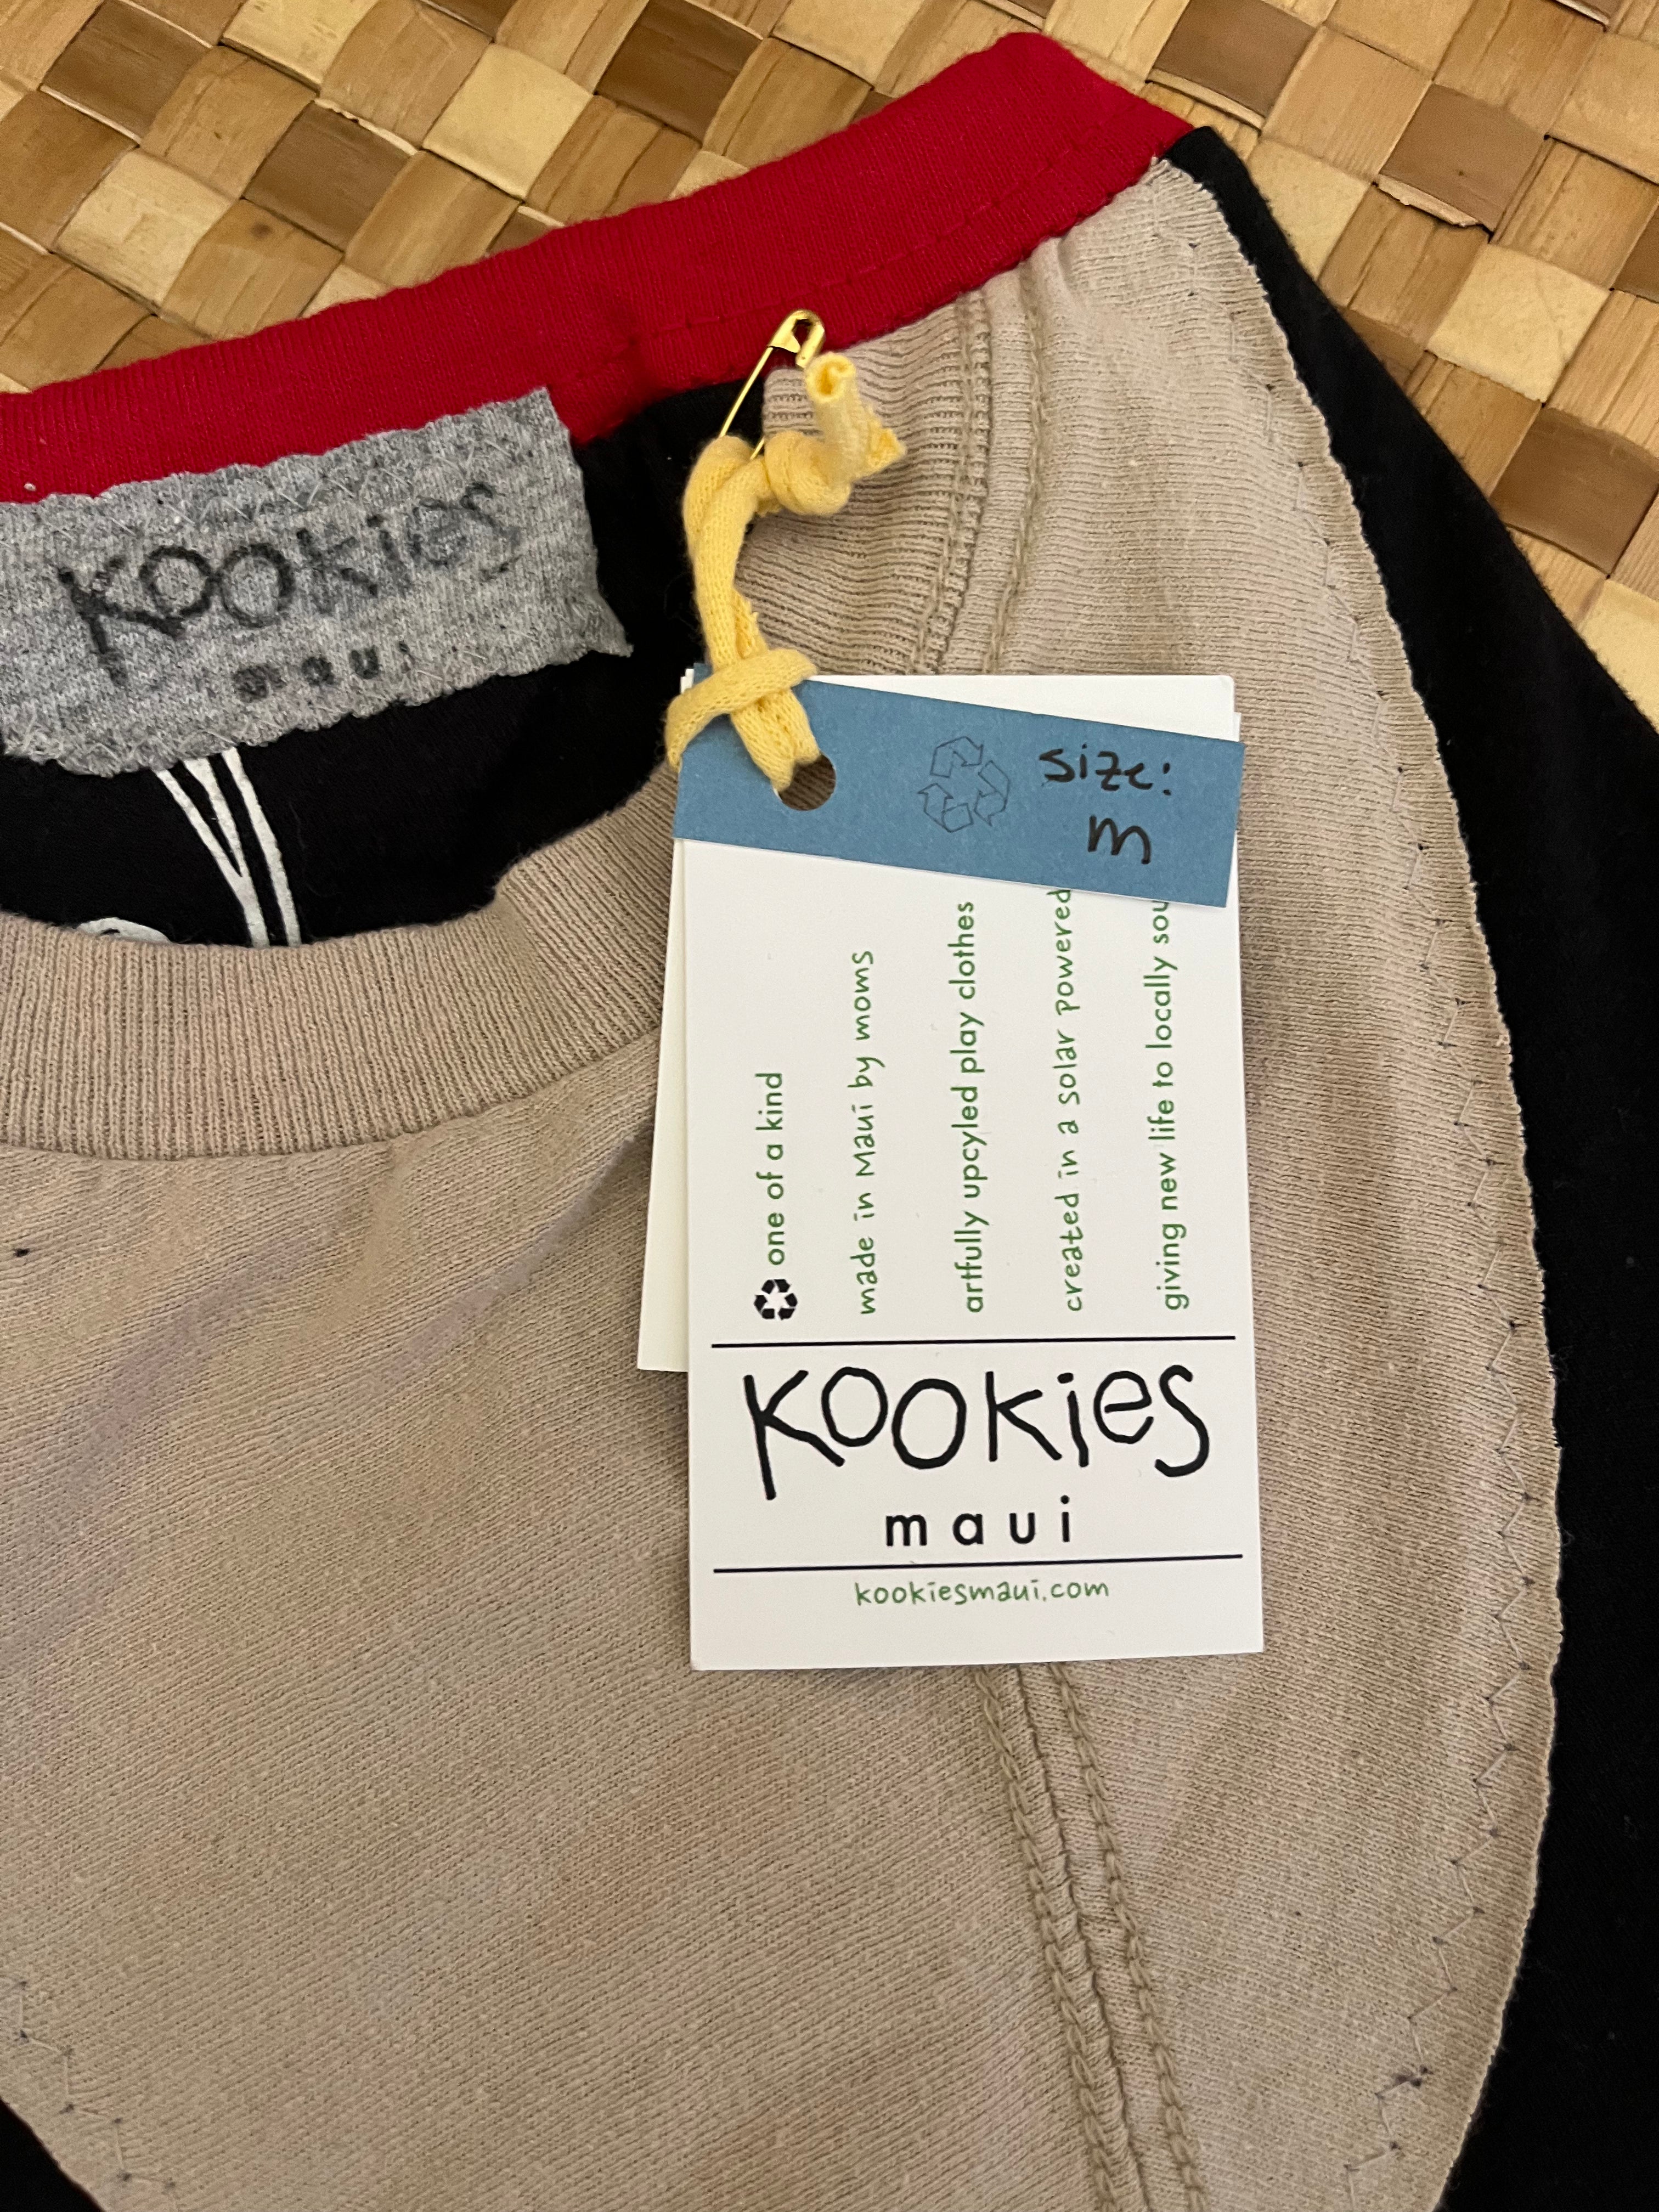 Kookies
maui
size:
m
one of a kind
made in Maui by moms
artfully upcyled play clothes
created in a solar powered
giving new life to locally sou
Kookies
maui
kookiesmaui.com